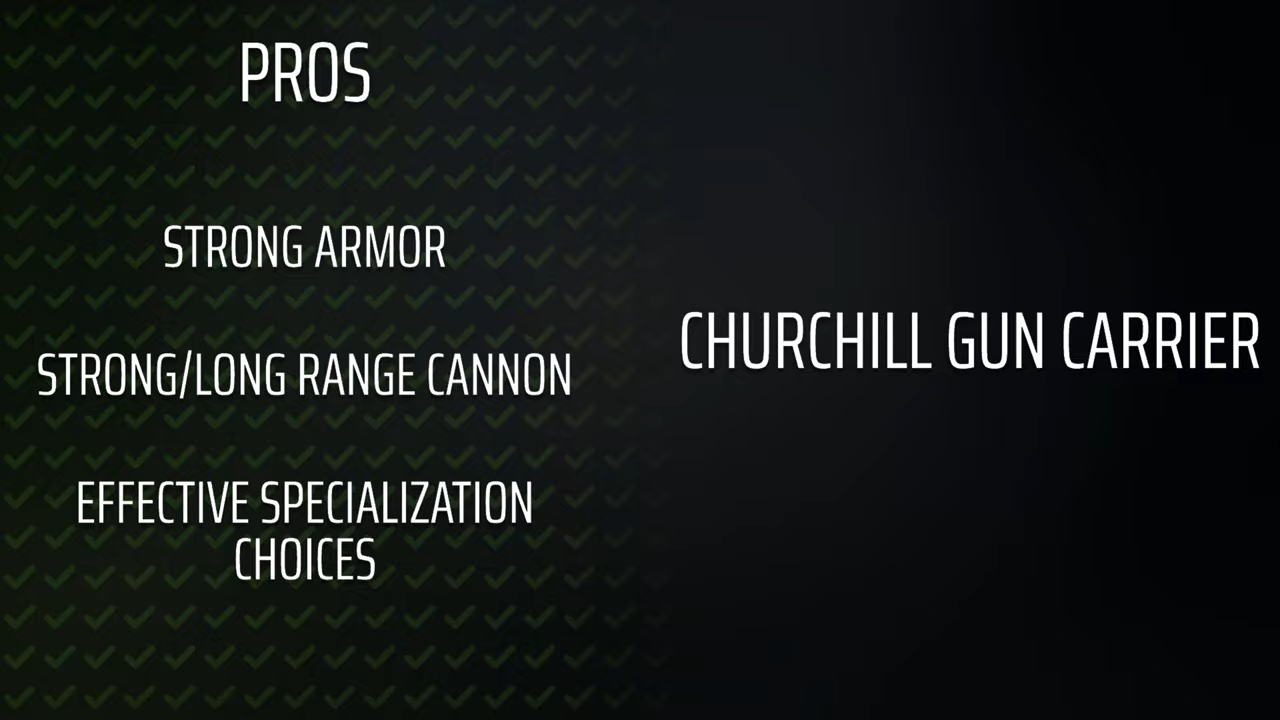 PROS
STRONG ARMOR
STRONG/LONG RANGE CANNON
EFFECTIVE SPECIALIZATION
CHOICES
CHURCHILL GUN CARRIER